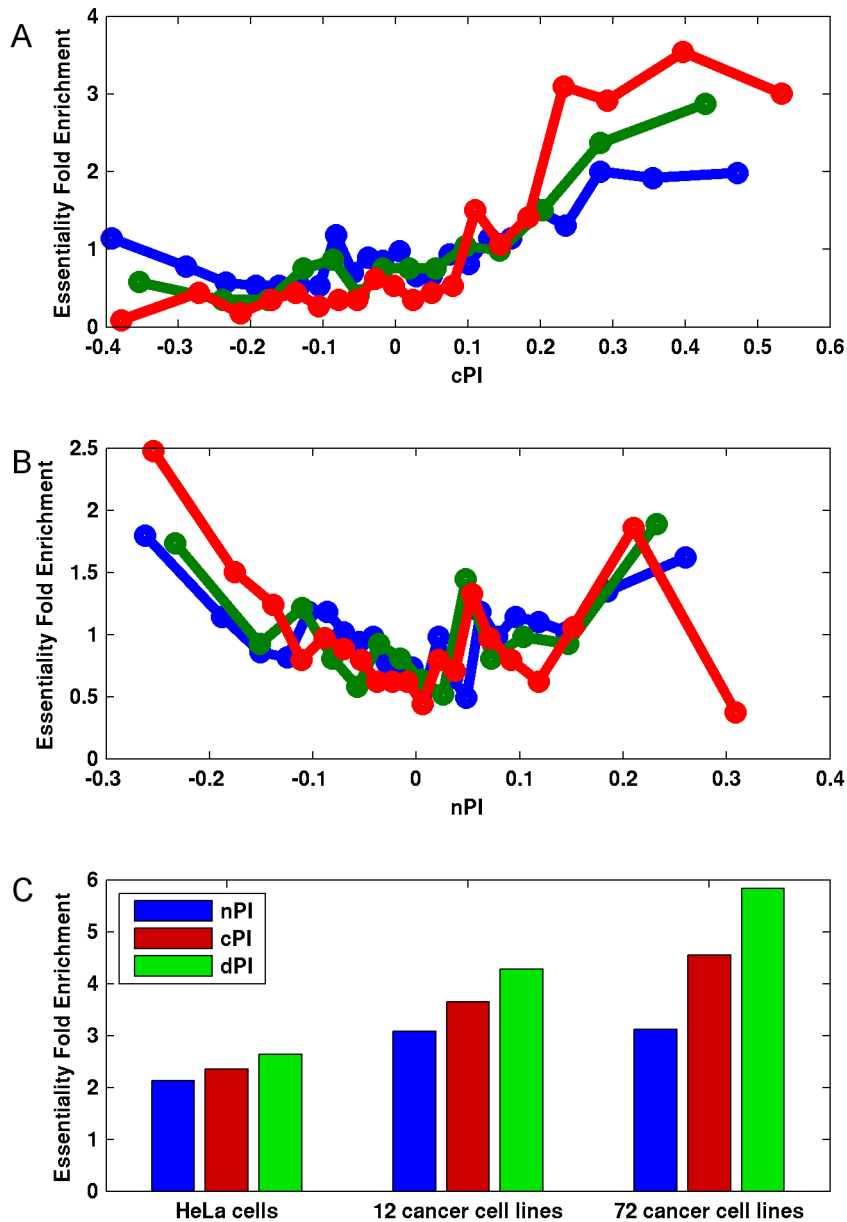 A
Essentiality Fold Enrichment
4
3
2
1
0
-0.4 -0.3 -0.2 -0.1 0 0.1 0.2 0.3 0.4 0.5 0.6
cPI
B
Essentiality Fold Enrichment
2.5
2
1.5
1
0.5
0
-0.3 -0.2 -0.1 0 0.1 0.2 0.3 0.4
nPI
C
Essentiality Fold Enrichment
6
5
4
3
2
1
0
nPI
cPI
dPI
HeLa cells 12 cancer cell lines 72 cancer cell lines